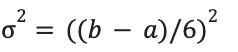 σ² = ((b − a)/6)²